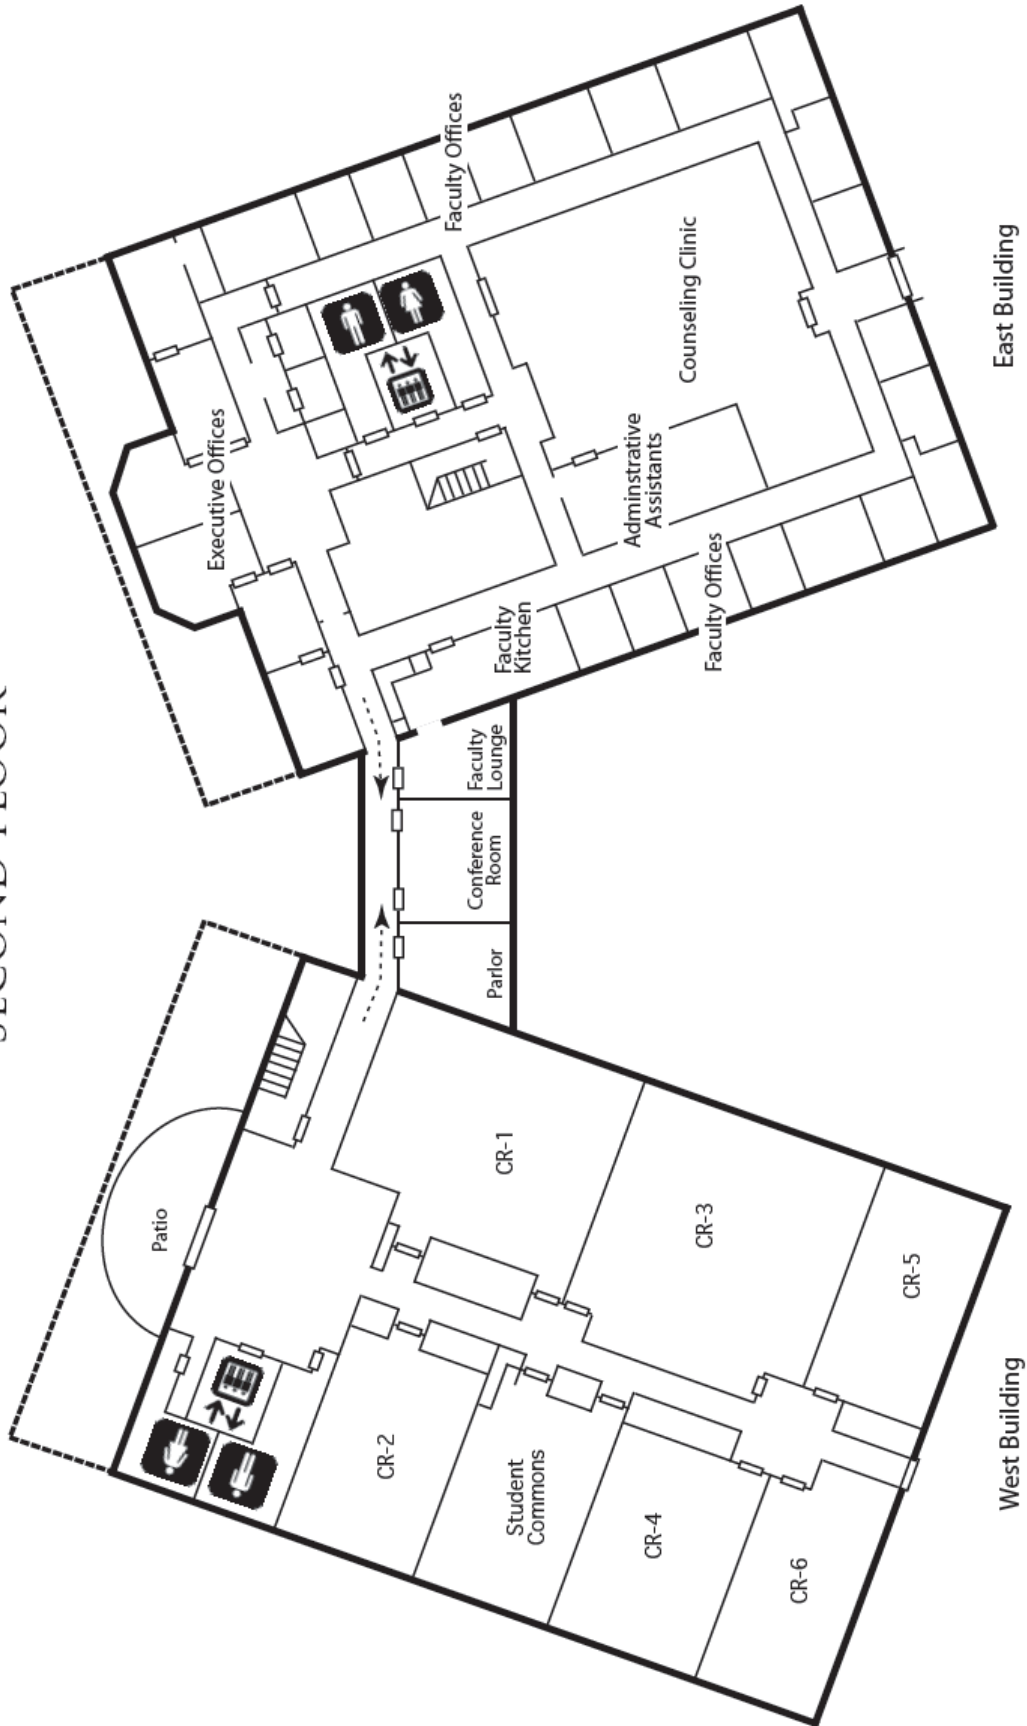 SECOND FLOOR
Patio
CR-2
CR-1
Student
Commons
CR-4
CR-3
CR-6
CR-5
West Building
Parlor
Conference
Room
Faculty
Lounge
Executive Offices
Faculty Offices
Faculty
Kitchen
Adminstrative
Assistants
Counseling Clinic
Faculty Offices
East Building